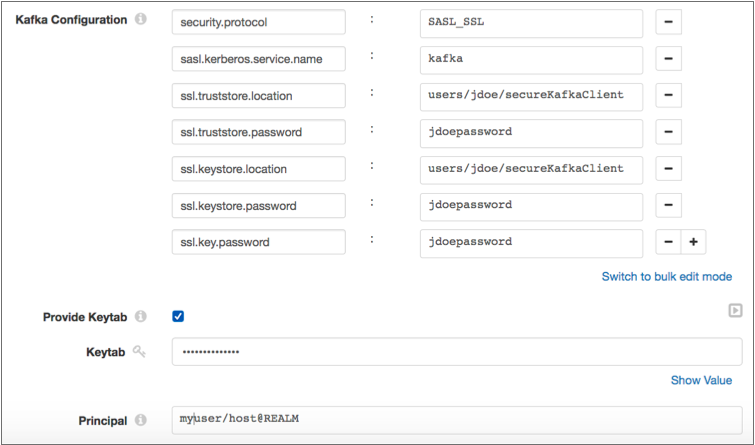 Kafka Configuration security.protocol : SASL_SSL
sasl.kerberos.service.name : kafka
ssl.truststore.location : users/jdoe/secureKafkaClient
ssl.truststore.password : jdoepassword
ssl.keystore.location : users/jdoe/secureKafkaClient
ssl.keystore.password : jdoepassword
ssl.key.password : jdoepassword
Switch to bulk edit mode
Provide Keytab
Keytab ••••••••••••••
Show Value
Principal myuser/host@REALM